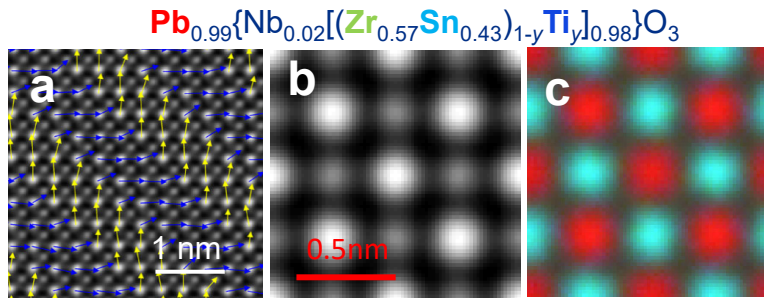 Pb₀.₉₉{Nb₀.₀₂[(Zr₀.₅₇Sn₀.₄₃)₁₋yTiy]₀.₉₈}O₃
a
b
c
1 nm
0.5nm